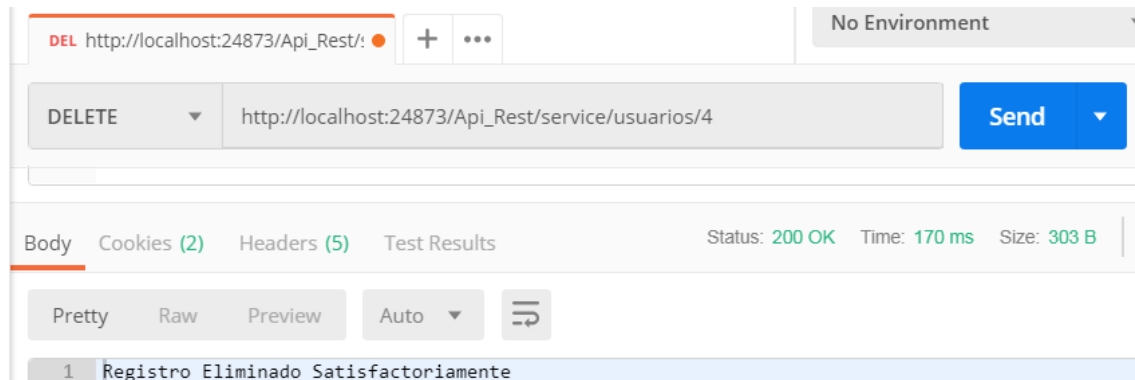 No Environment
DEL http://localhost:24873/Api_Rest/s + •••
DELETE http://localhost:24873/Api_Rest/service/usuarios/4 Send
Body Cookies (2) Headers (5) Test Results Status: 200 OK Time: 170 ms Size: 303 B
Pretty Raw Preview Auto
1 Registro Eliminado Satisfactoriamente